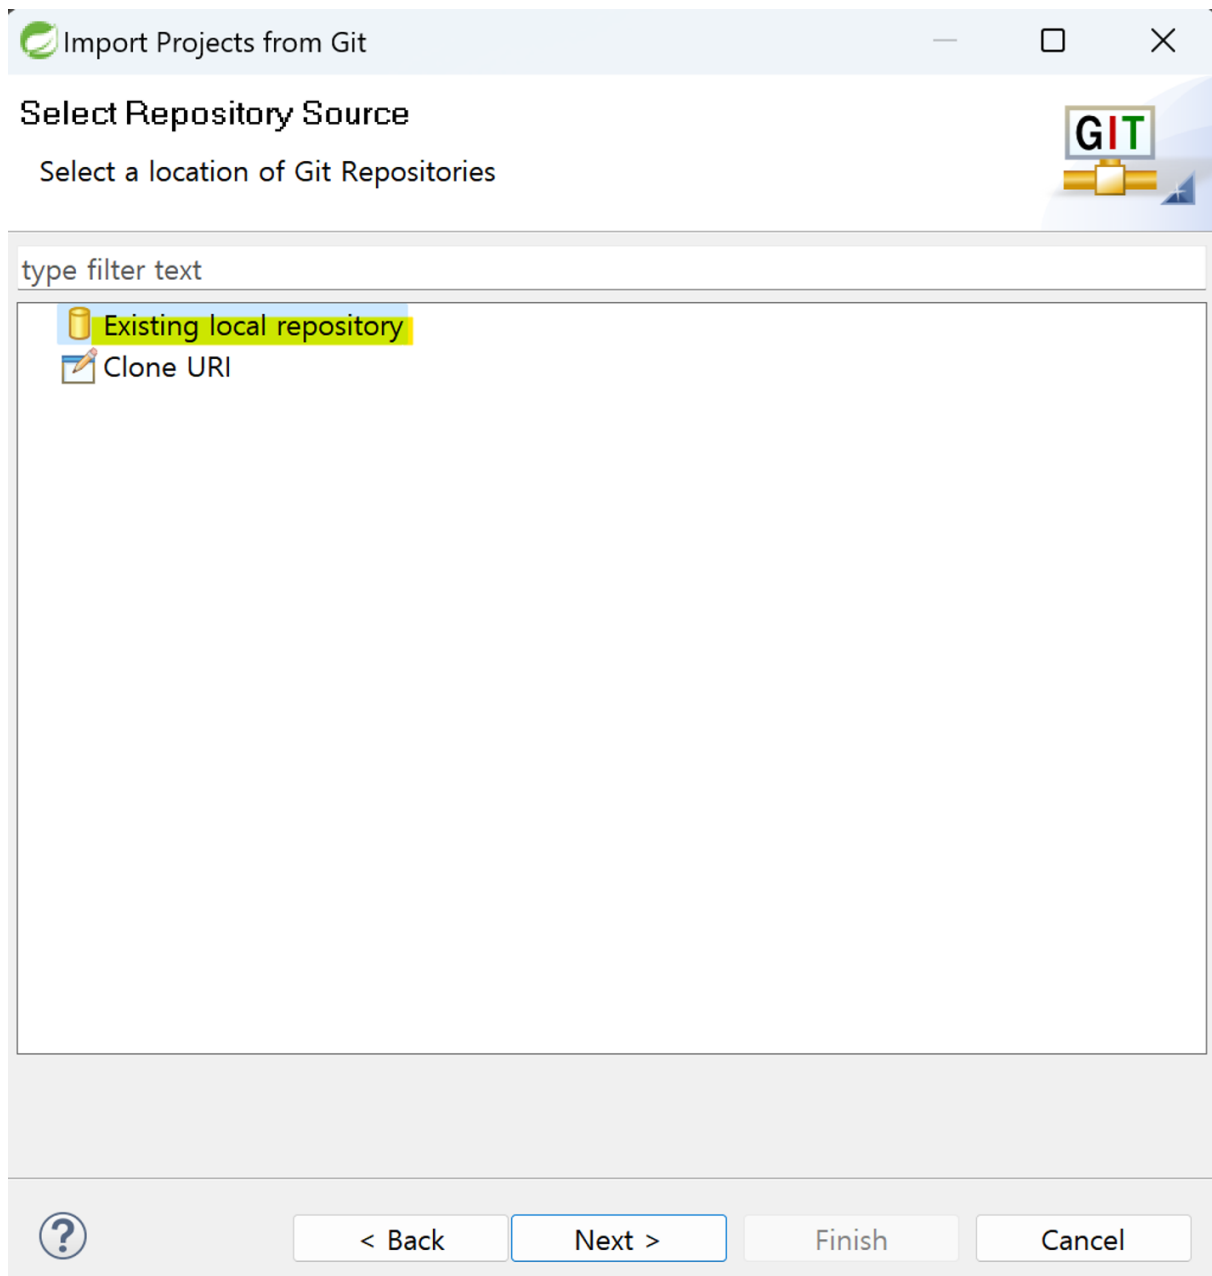 Import Projects from Git
Select Repository Source
Select a location of Git Repositories
GIT
type filter text
Existing local repository
Clone URI
?
< Back
Next >
Finish
Cancel